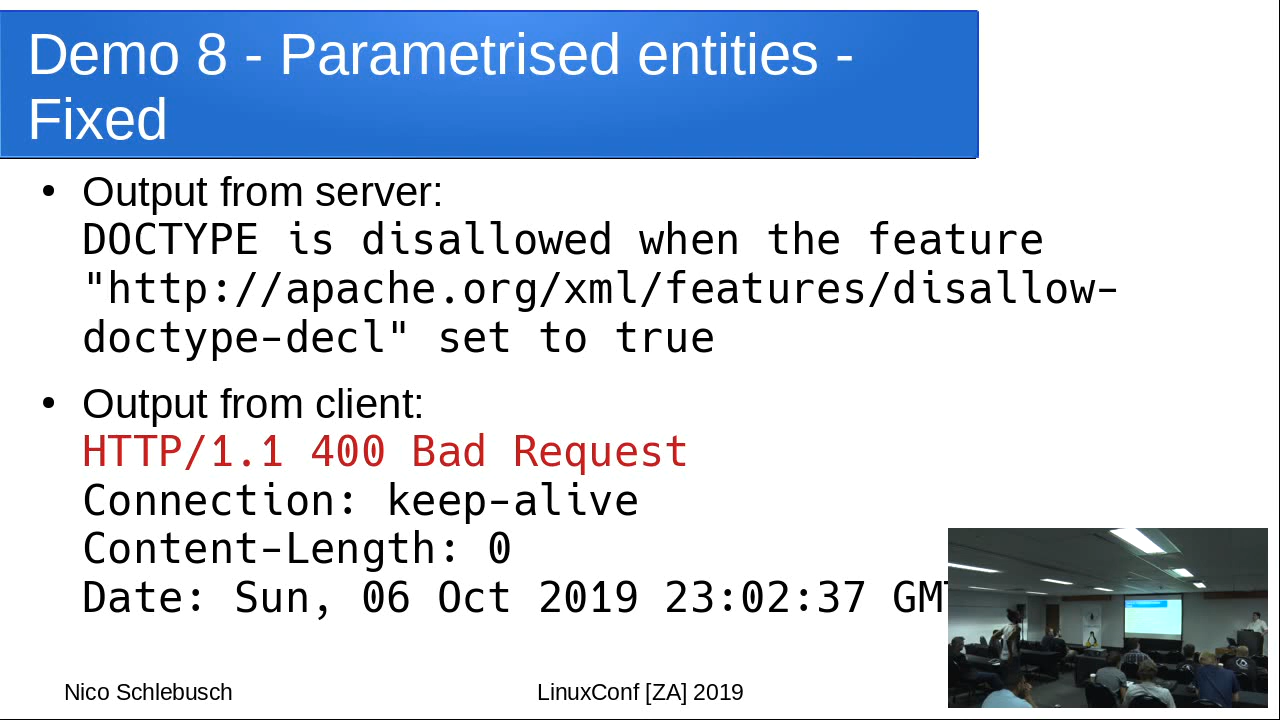 Demo 8 - Parametrised entities -
Fixed
• Output from server:
DOCTYPE is disallowed when the feature
"http://apache.org/xml/features/disallow-
doctype-decl" set to true
• Output from client:
HTTP/1.1 400 Bad Request
Connection: keep-alive
Content-Length: 0
Date: Sun, 06 Oct 2019 23:02:37 GM
Nico Schlebusch
LinuxConf [ZA] 2019